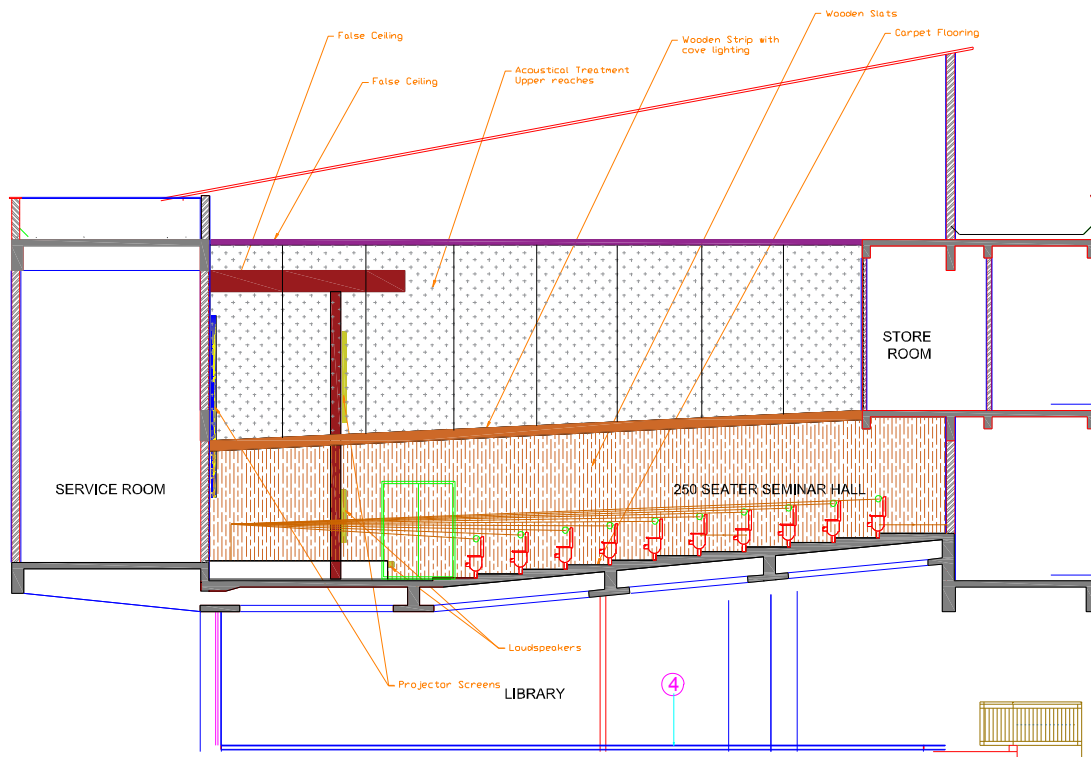 Wooden Slats
False Ceiling
Wooden Strip with
cove lighting
Carpet Flooring
Acoustical Treatment
Upper reaches
False Ceiling
STORE
ROOM
SERVICE ROOM
250 SEATER SEMINAR HALL
Loudspeakers
Projector Screens
LIBRARY
4